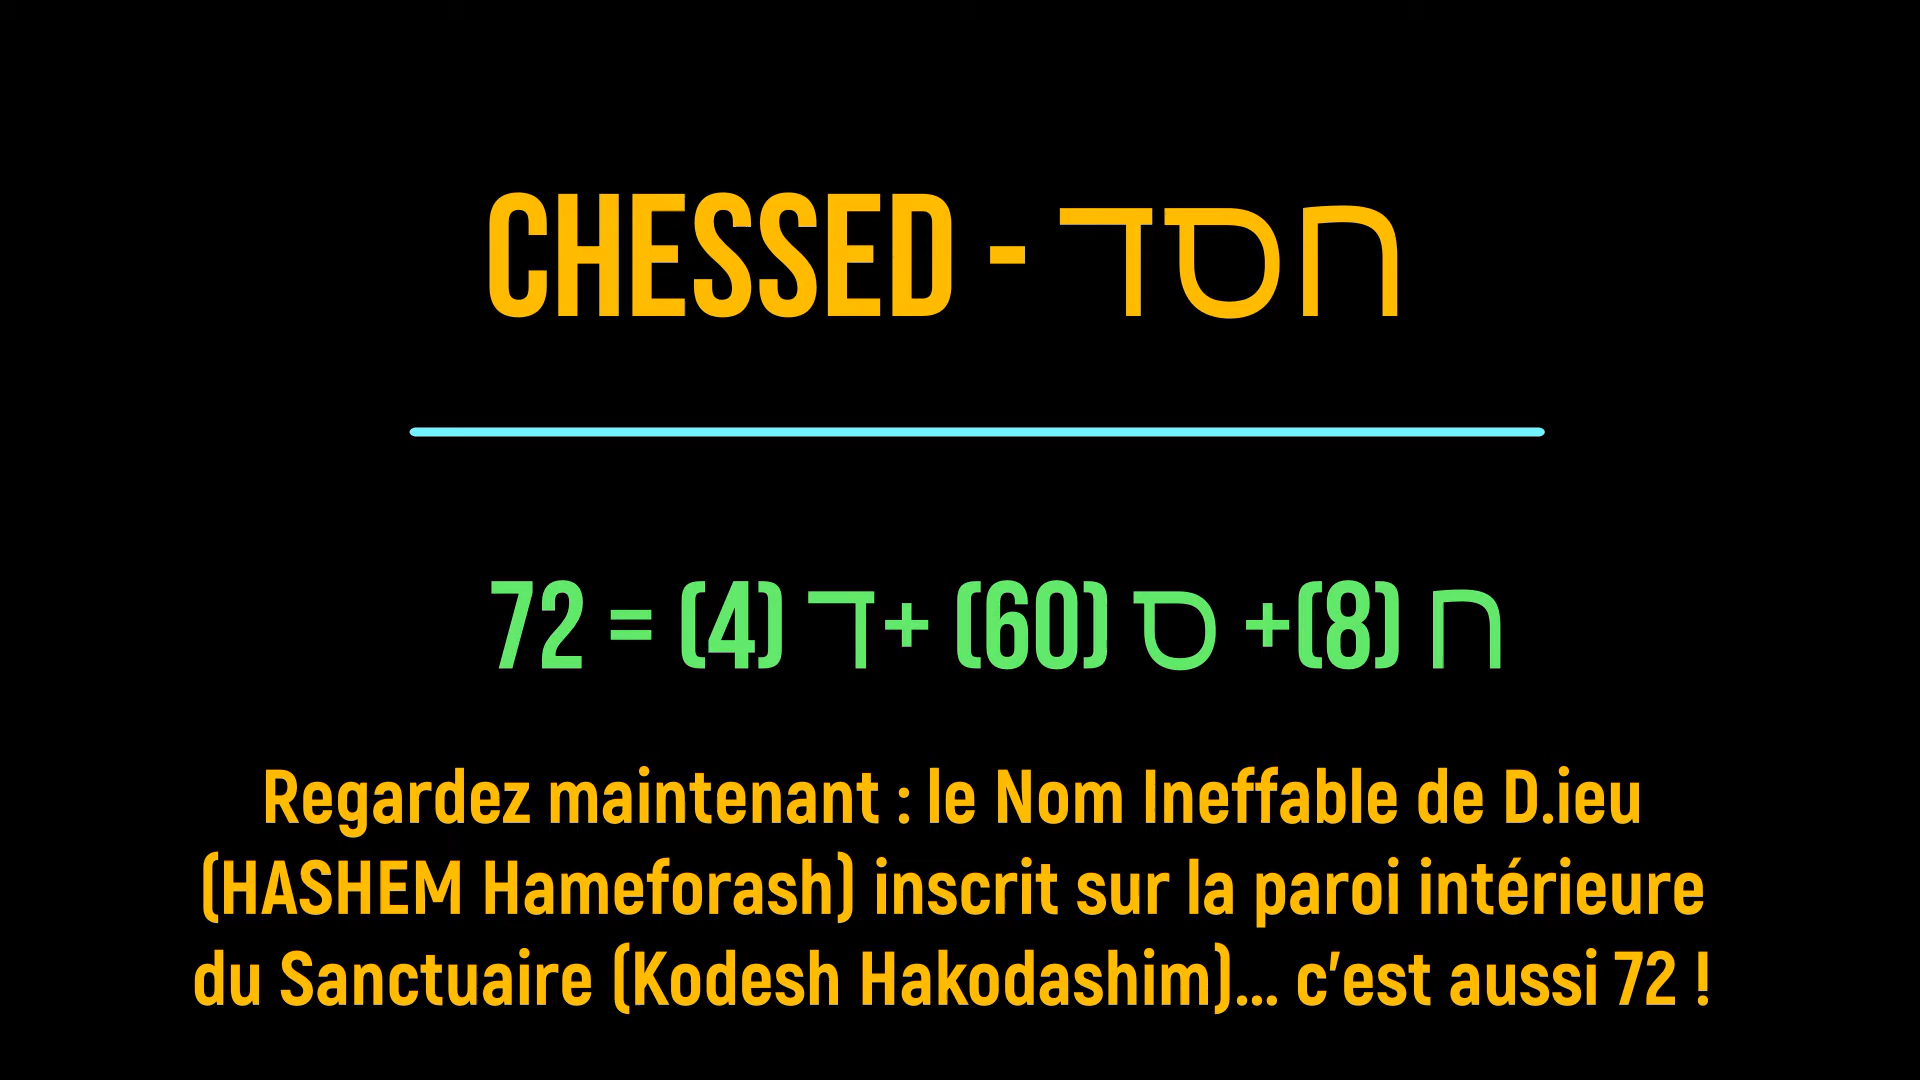 CHESSED - חסד
72 = (4) ד+ (60) ס +(8) ח
Regardez maintenant : le Nom Ineffable de D.ieu
(HASHEM Hameforash) inscrit sur la paroi intérieure
du Sanctuaire (Kodesh Hakodashim)... c'est aussi 72 !